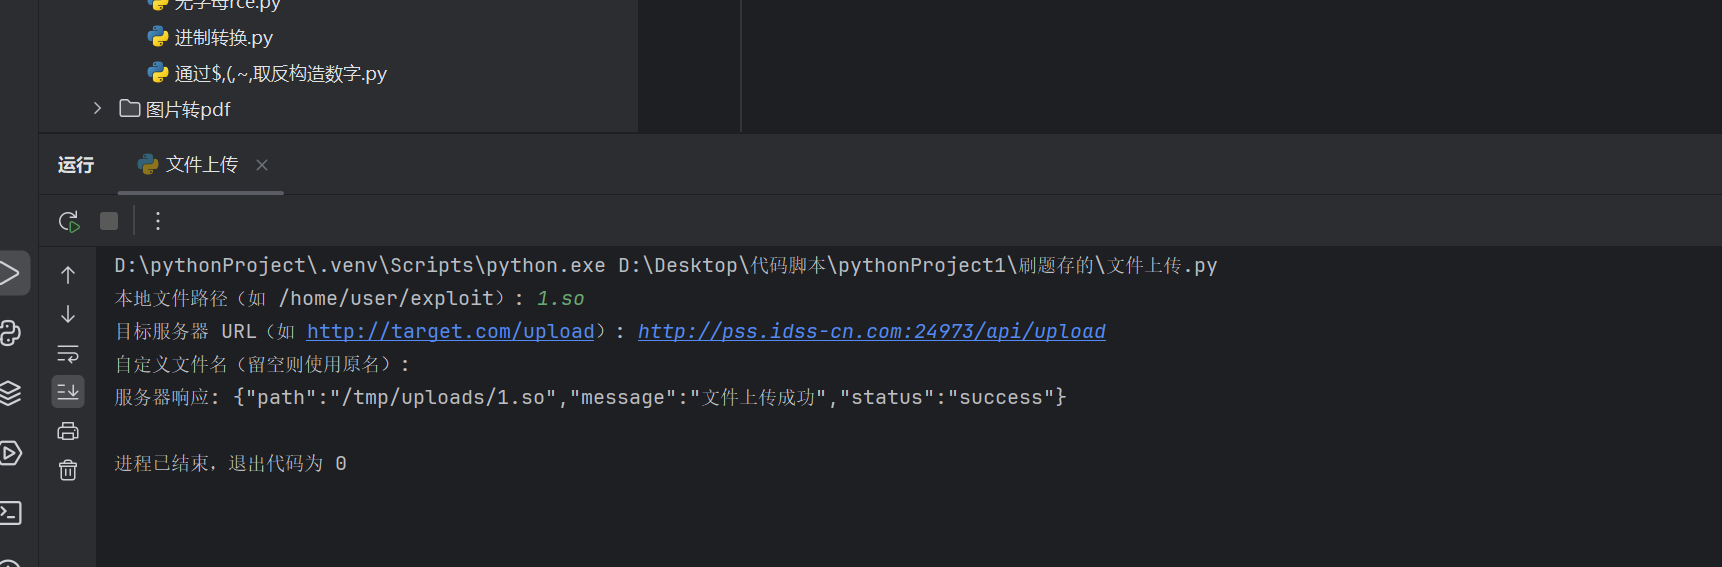 无字母rce.py
进制转换.py
通过$,(,~,取反构造数字.py
图片转pdf
运行 文件上传
D:\pythonProject\.venv\Scripts\python.exe D:\Desktop\代码脚本\pythonProject1\刷题存的\文件上传.py
本地文件路径（如 /home/user/exploit）: 1.so
目标服务器 URL（如 http://target.com/upload）: http://pss.idss-cn.com:24973/api/upload
自定义文件名（留空则使用原名）:
服务器响应: {"path":"/tmp/uploads/1.so","message":"文件上传成功","status":"success"}
进程已结束，退出代码为 0